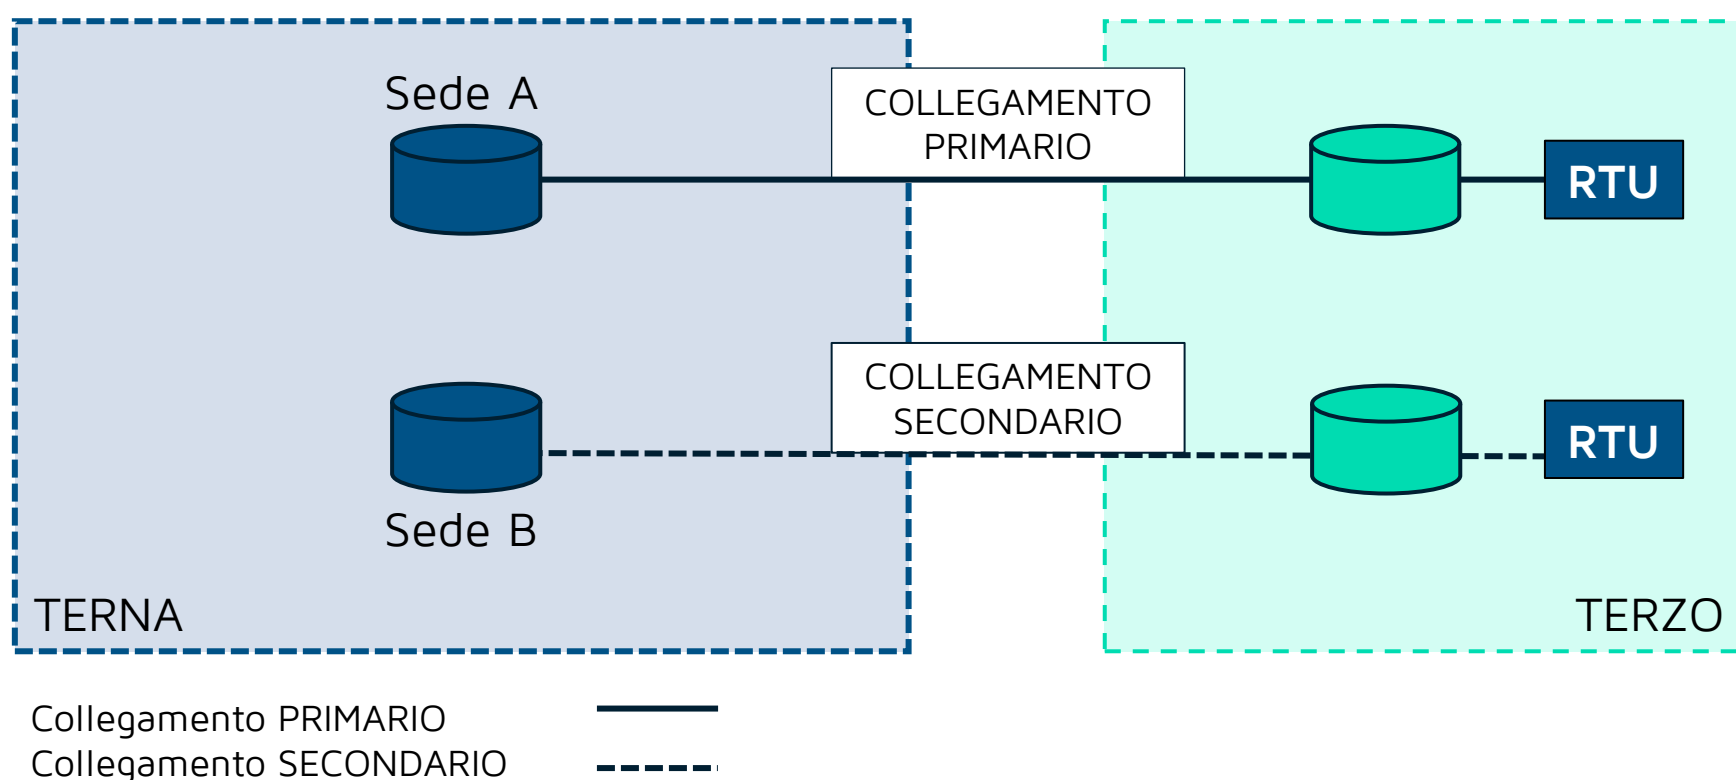 Sede A
COLLEGAMENTO
PRIMARIO
RTU
COLLEGAMENTO
SECONDARIO
RTU
Sede B
TERNA
TERZO
Collegamento PRIMARIO
Collegamento SECONDARIO